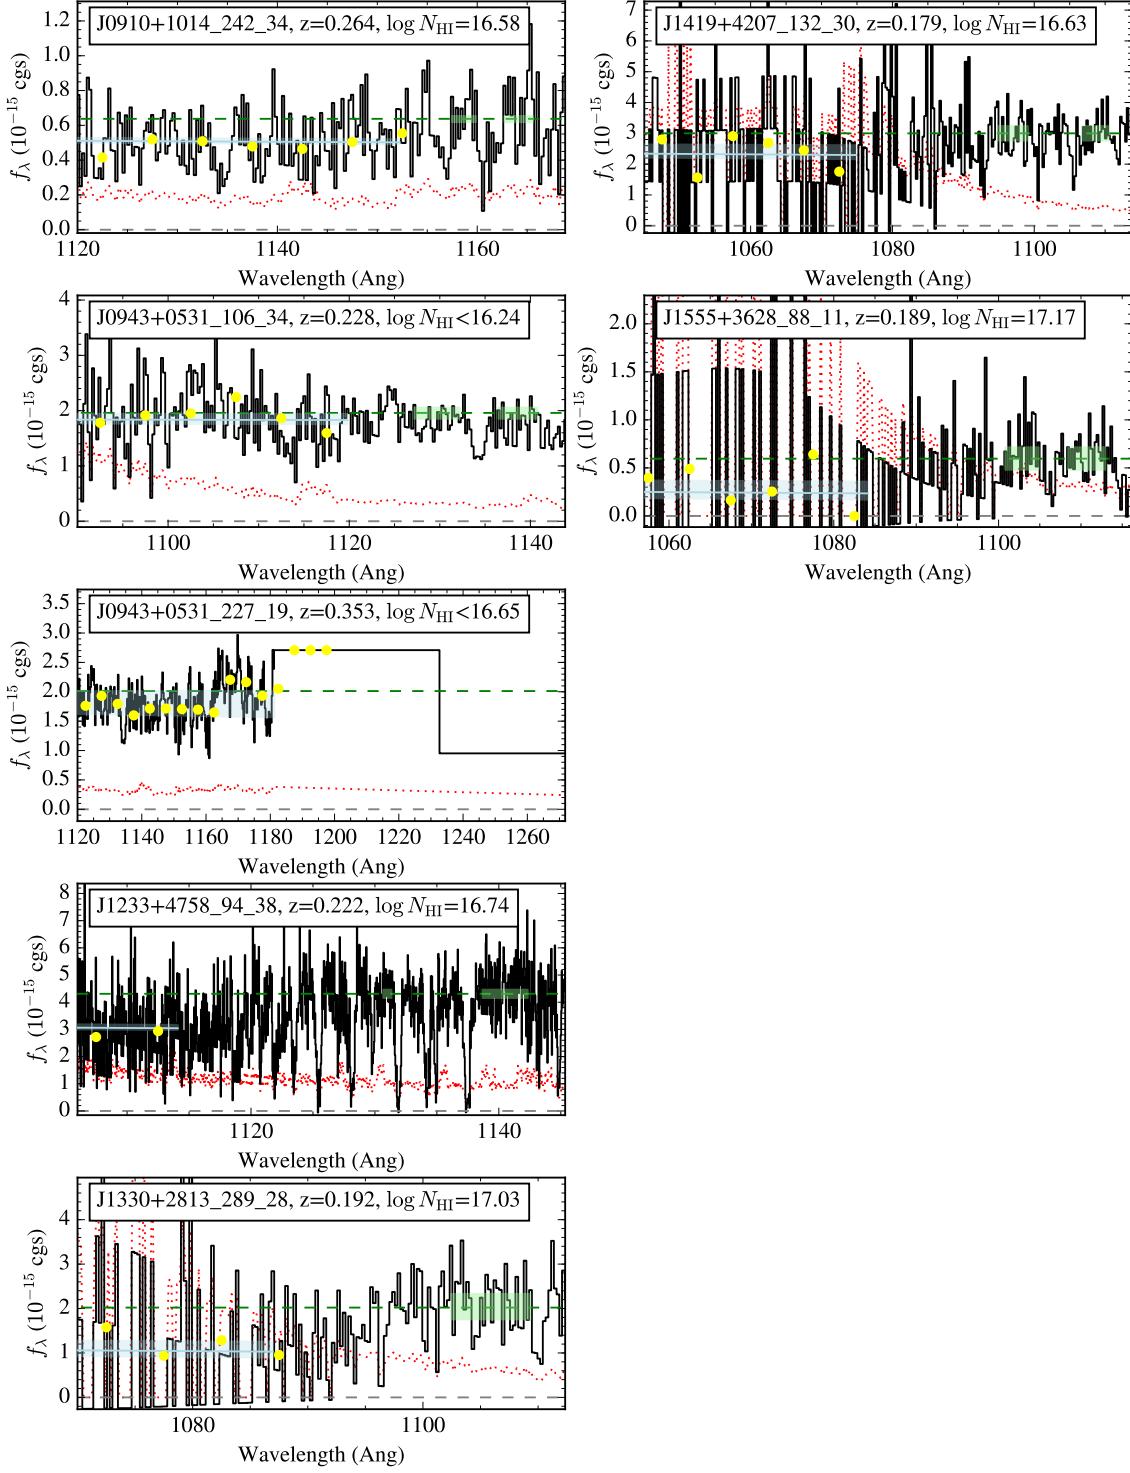 J0910+1014_242_34, z=0.264, log N_HI=16.58
f_λ (10^−15 cgs)
1.2
1.0
0.8
0.6
0.4
0.2
0.0
1120 1140 1160
Wavelength (Ang)
J1419+4207_132_30, z=0.179, log N_HI=16.63
f_λ (10^−15 cgs)
7
6
5
4
3
2
1
0
1060 1080 1100
Wavelength (Ang)
J0943+0531_106_34, z=0.228, log N_HI<16.24
f_λ (10^−15 cgs)
4
3
2
1
0
1100 1120 1140
Wavelength (Ang)
J1555+3628_88_11, z=0.189, log N_HI=17.17
f_λ (10^−15 cgs)
2.0
1.5
1.0
0.5
0.0
1060 1080 1100
Wavelength (Ang)
J0943+0531_227_19, z=0.353, log N_HI<16.65
f_λ (10^−15 cgs)
3.5
3.0
2.5
2.0
1.5
1.0
0.5
0.0
1120 1140 1160 1180 1200 1220 1240 1260
Wavelength (Ang)
J1233+4758_94_38, z=0.222, log N_HI=16.74
f_λ (10^−15 cgs)
8
7
6
5
4
3
2
1
0
1120 1140
Wavelength (Ang)
J1330+2813_289_28, z=0.192, log N_HI=17.03
f_λ (10^−15 cgs)
4
3
2
1
0
1080 1100
Wavelength (Ang)